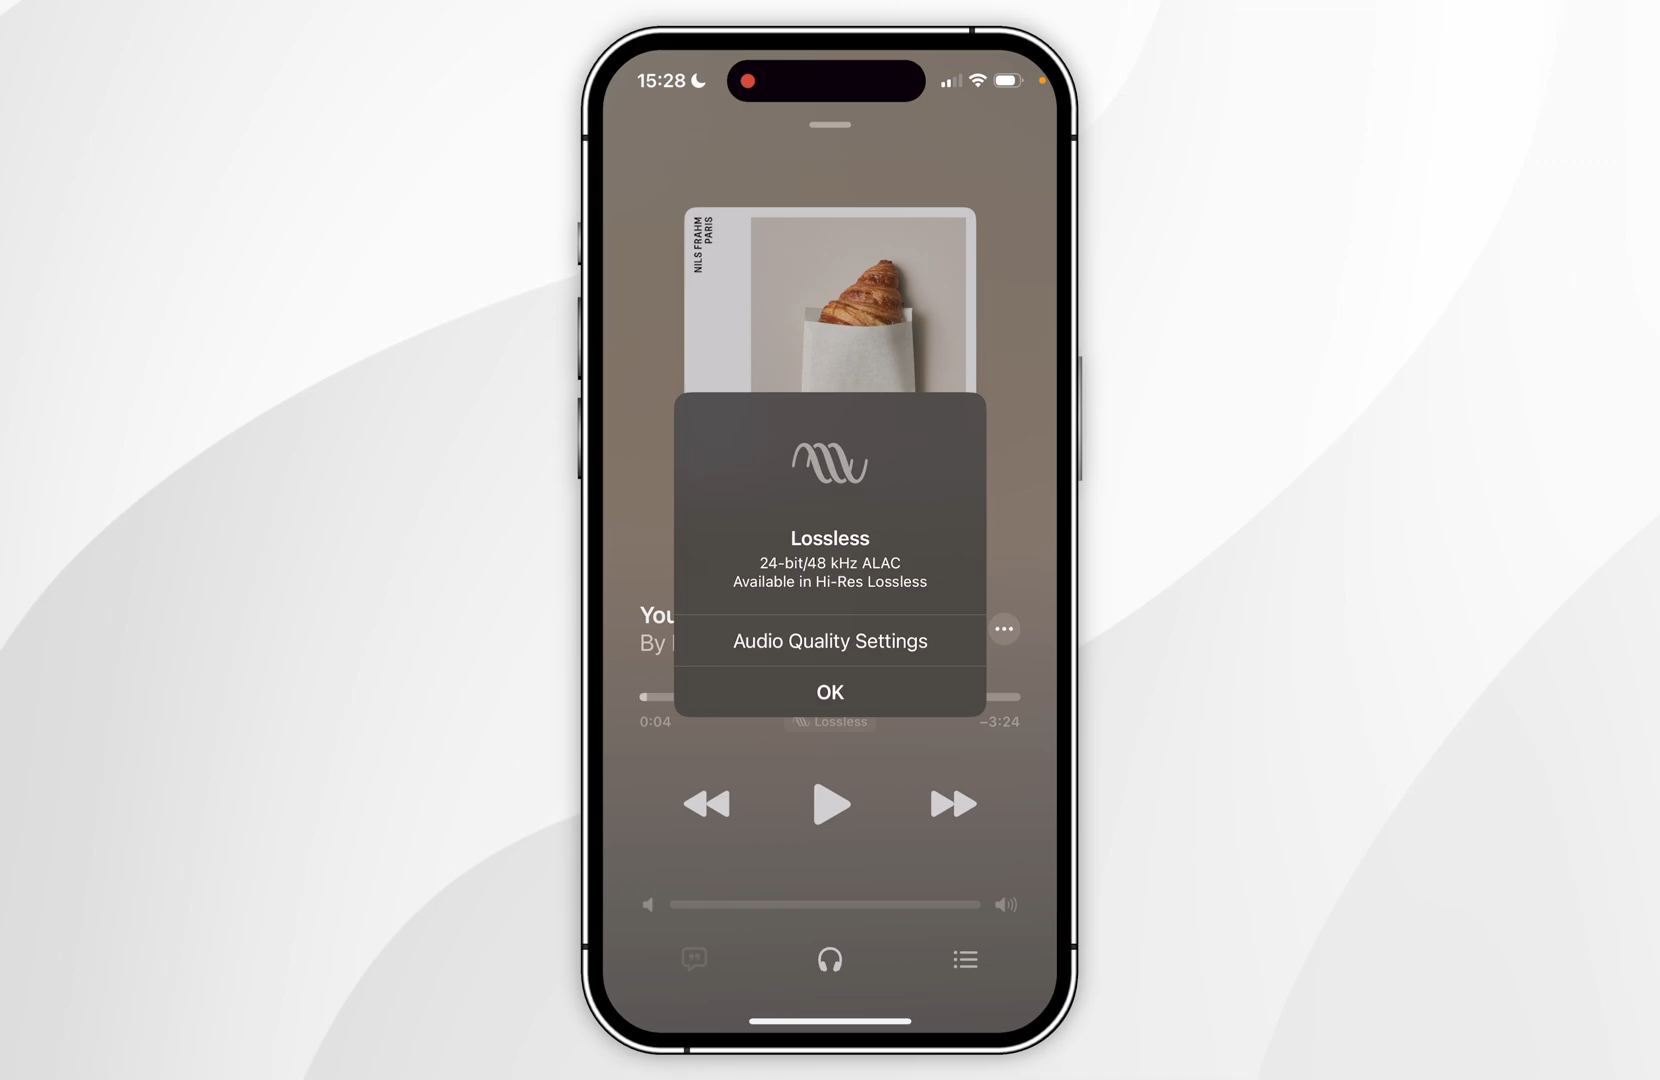 15:28
NILS FRAHM
PARIS
Lossless
24-bit/48 kHz ALAC
Available in Hi-Res Lossless
You
By
Audio Quality Settings
OK
0:04
Lossless
–3:24